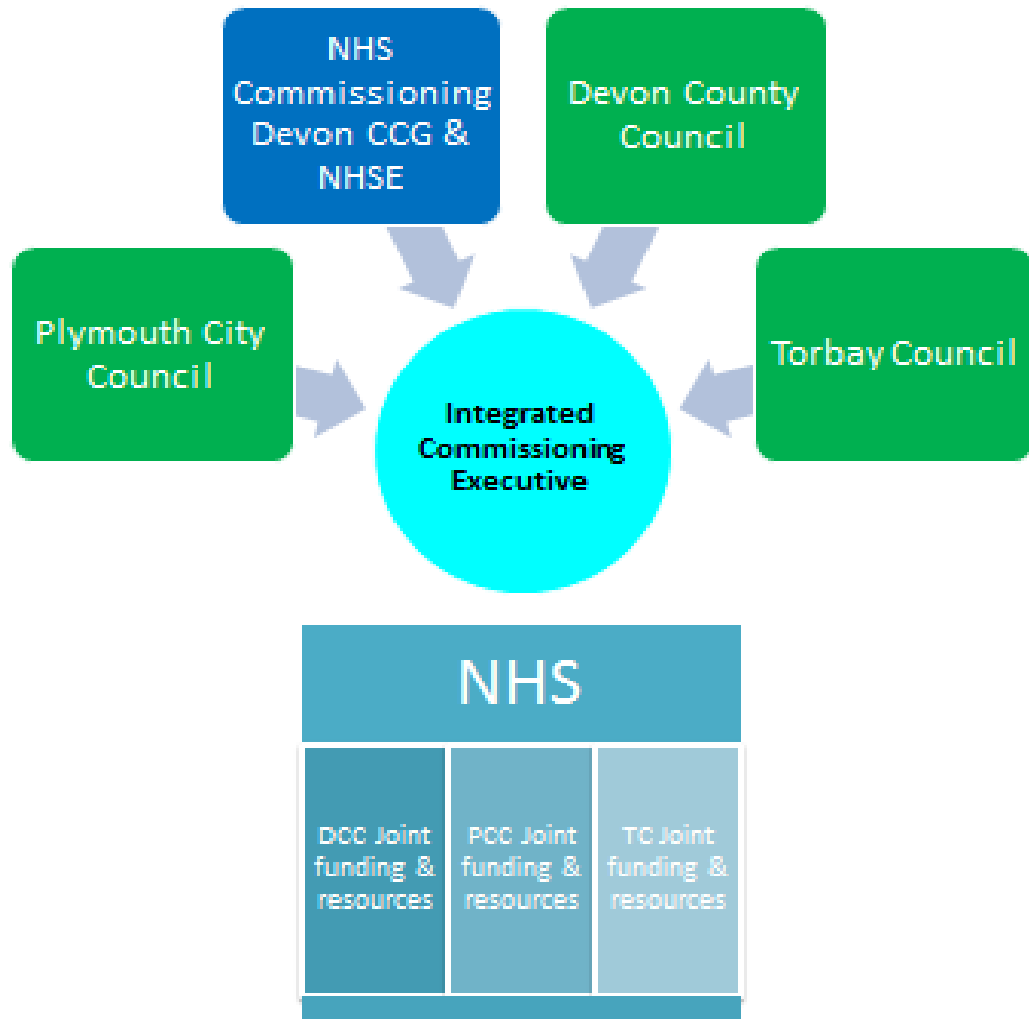 NHS
Commissioning
Devon CCG &
NHSE
Devon County
Council
Plymouth City
Council
Torbay Council
Integrated
Commissioning
Executive
NHS
DCC Joint
funding &
resources
PCC Joint
funding &
resources
TC Joint
funding &
resources